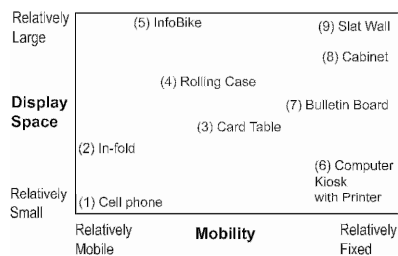 Relatively
Large
(5) InfoBike
(9) Slat Wall
(8) Cabinet
(4) Rolling Case
Display
Space
(7) Bulletin Board
(3) Card Table
(2) In-fold
(6) Computer
Kiosk
with Printer
Relatively
Small
(1) Cell phone
Relatively
Mobile
Mobility
Relatively
Fixed